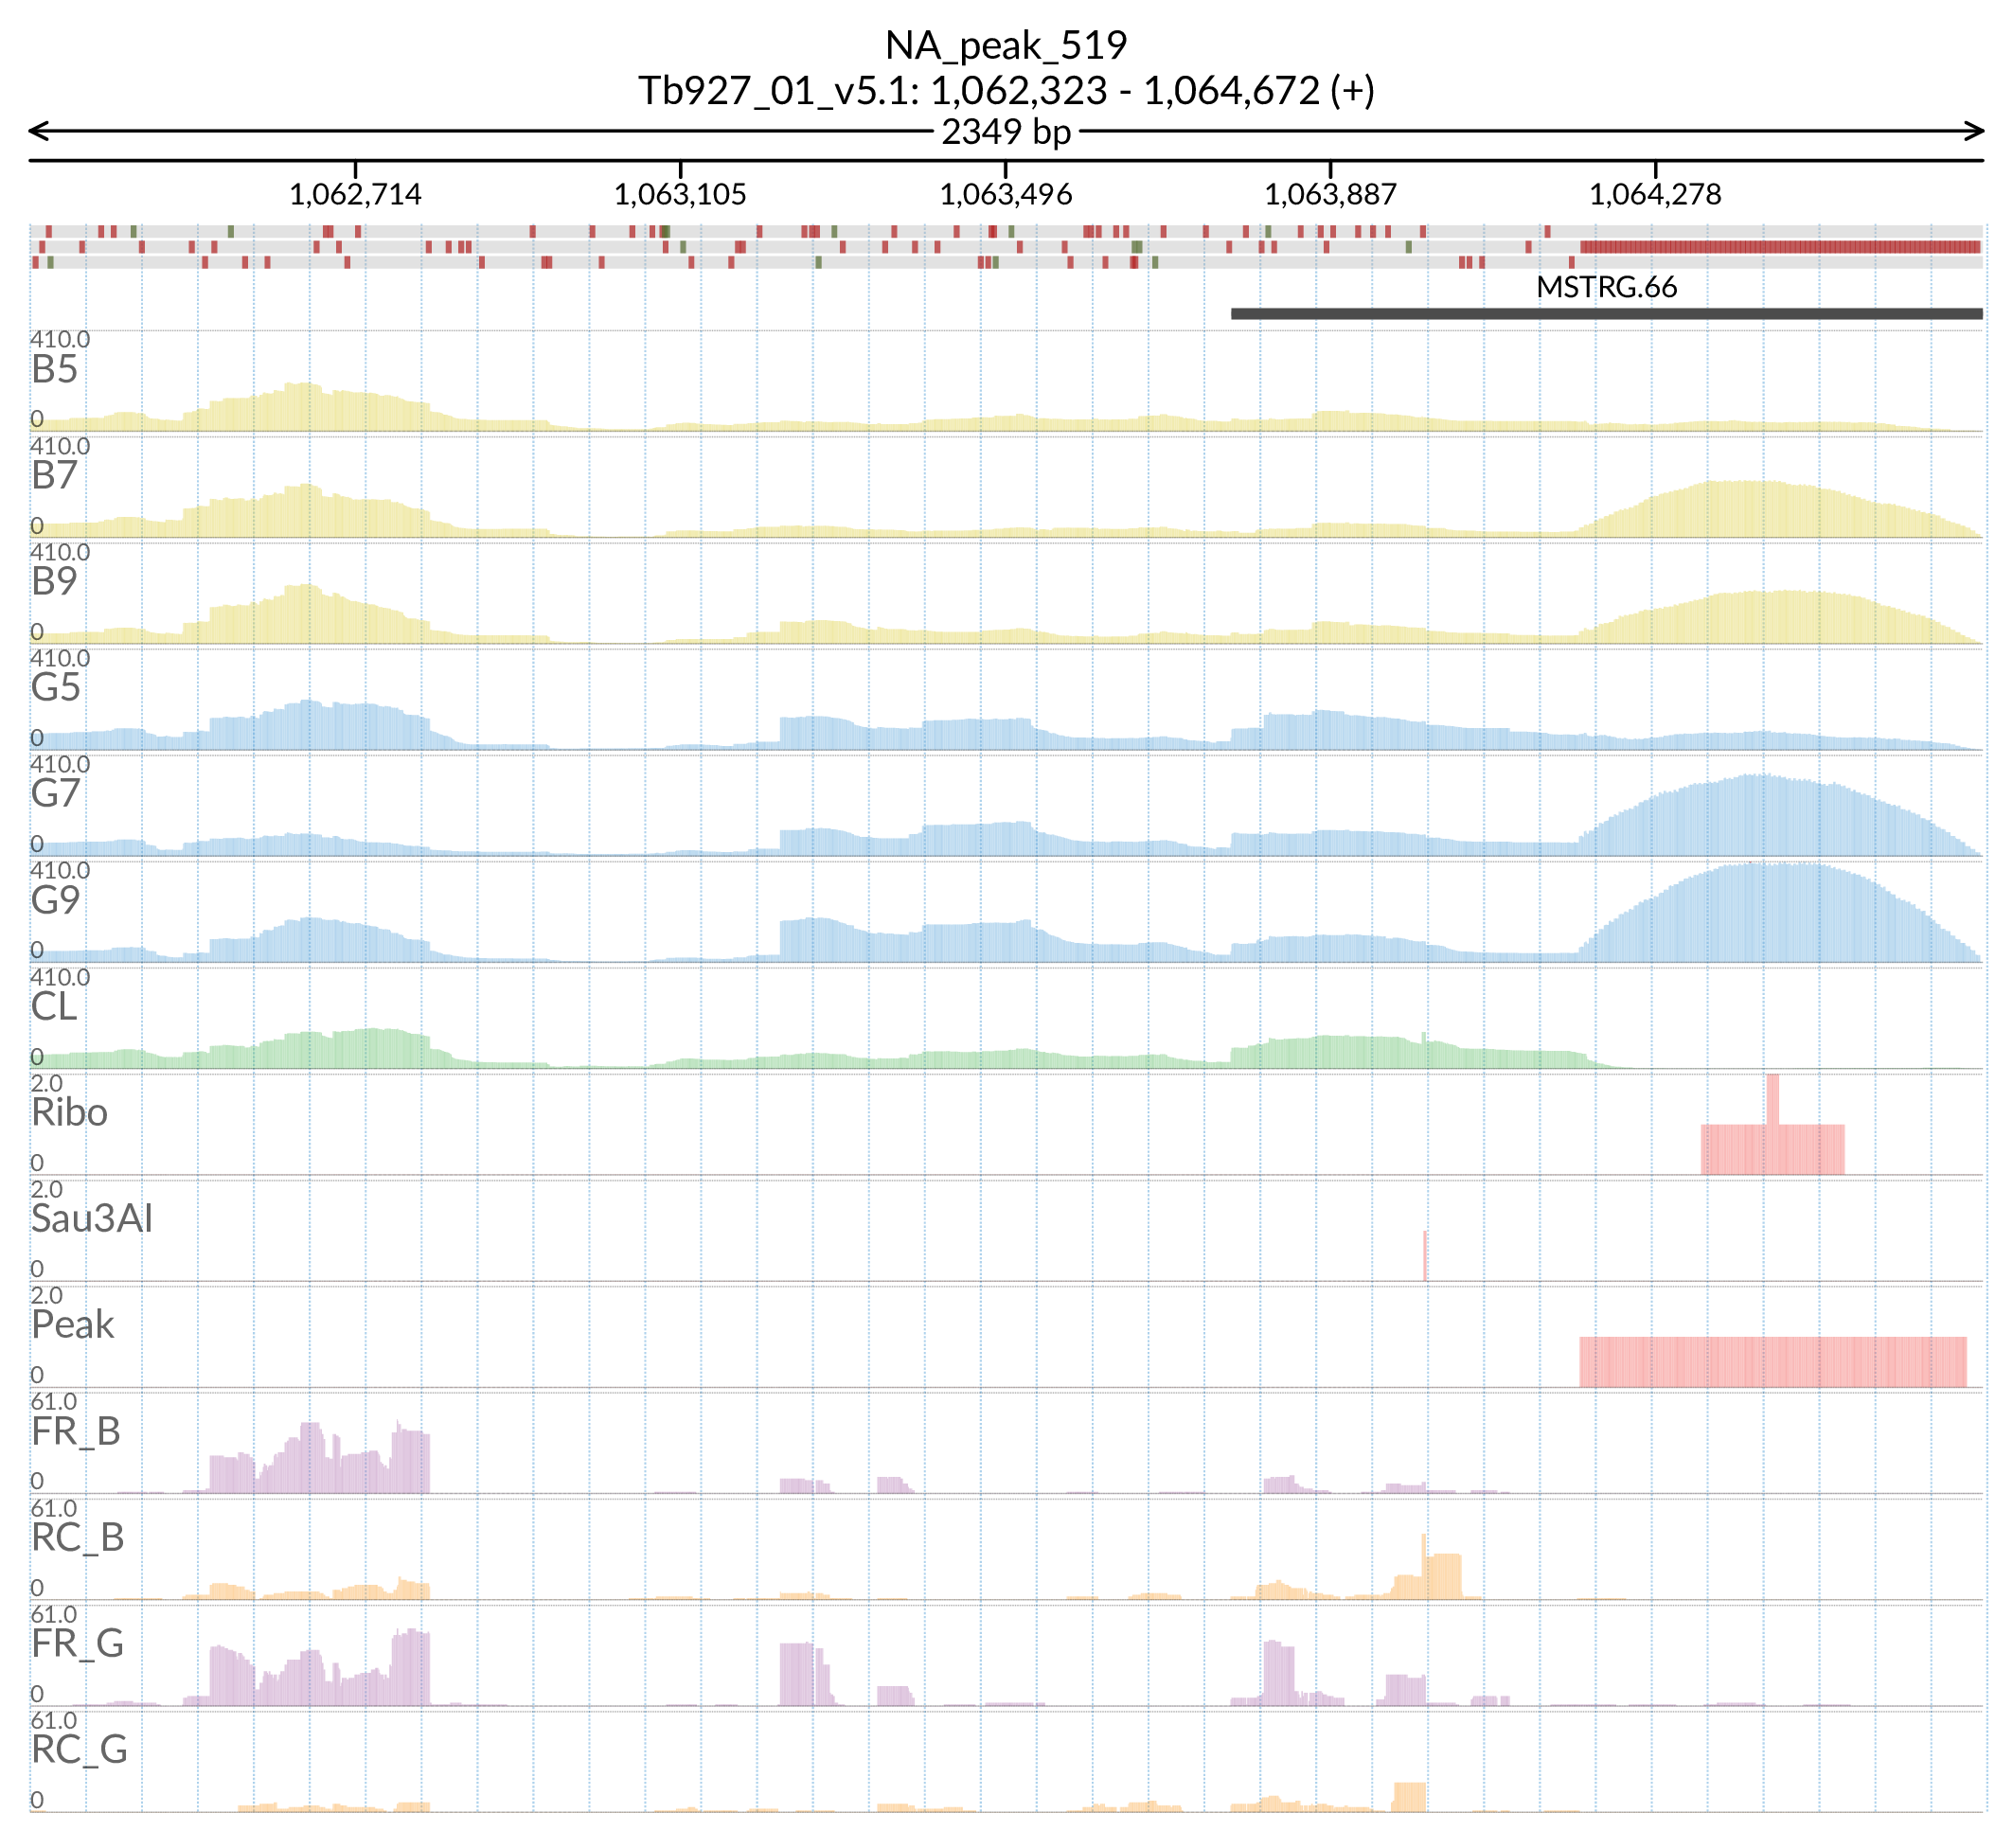 NA_peak_519
Tb927_01_v5.1: 1,062,323 - 1,064,672 (+)
2349 bp
1,062,714 1,063,105 1,063,496 1,063,887 1,064,278
MSTRG.66
410.0
B5
0
410.0
B7
0
410.0
B9
0
410.0
G5
0
410.0
G7
0
410.0
G9
0
410.0
CL
0
2.0
Ribo
0
2.0
Sau3AI
0
2.0
Peak
0
61.0
FR_B
0
61.0
RC_B
0
61.0
FR_G
0
61.0
RC_G
0